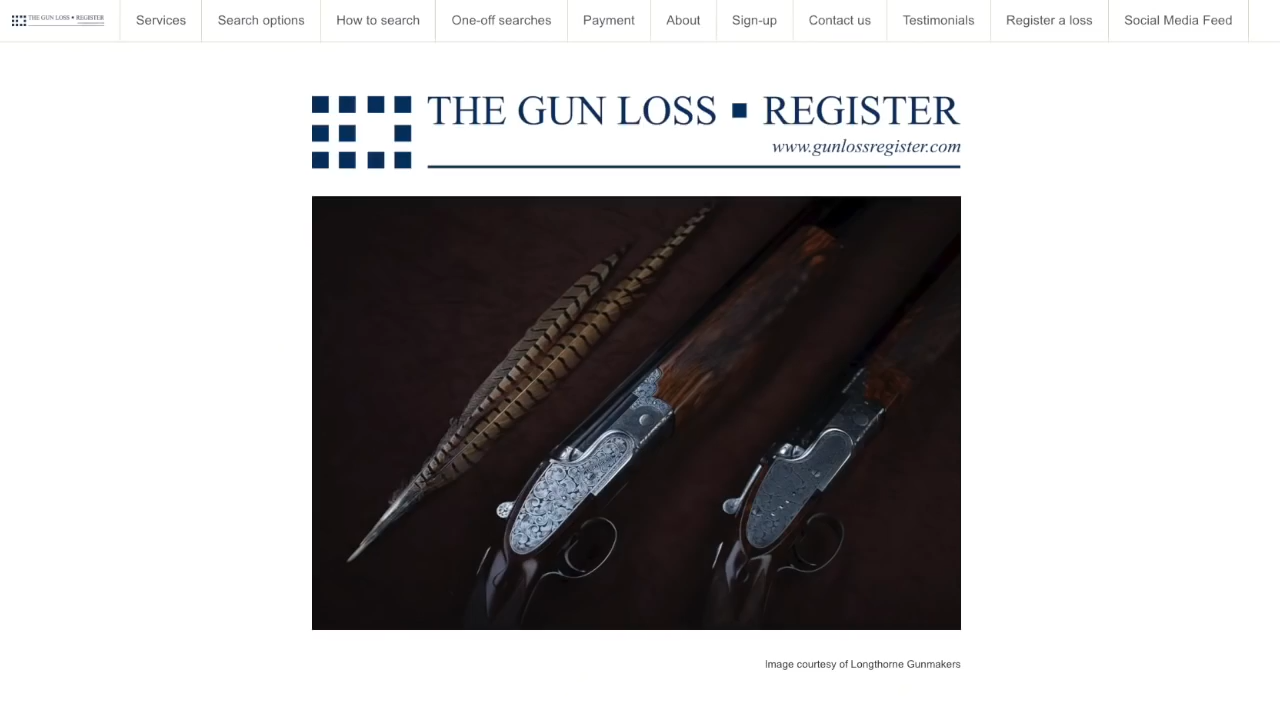 THE GUN LOSS ▪ REGISTER
Services
Search options
How to search
One-off searches
Payment
About
Sign-up
Contact us
Testimonials
Register a loss
Social Media Feed
THE GUN LOSS ▪ REGISTER
www.gunlossregister.com
Image courtesy of Longthorne Gunmakers